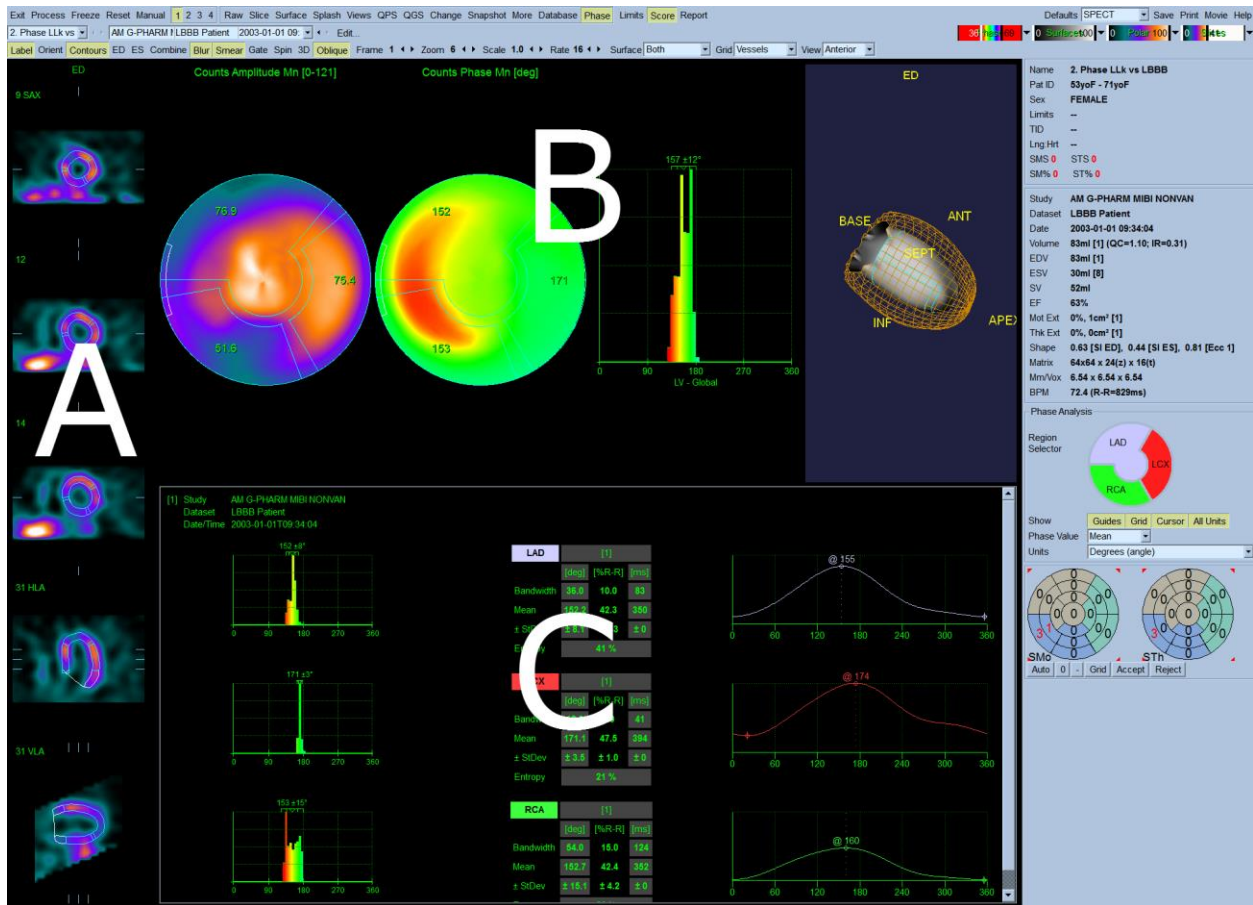 Exit Process Freeze Reset Manual 1 2 3 4 Raw Slice Surface Splash Views QPS QGS Change Snapshot More Database Phase Limits Score Report Defaults SPECT Save Print Movie Help
2. Phase LLk vs AM G-PHARM LBBB Patient 2003-01-01 09: Edit...
Label Orient Contours ED ES Combine Blur Smear Gate Spin 3D Oblique Frame 1 Zoom 6 Scale 1.0 Rate 16 Surface Both Grid Vessels View Anterior
ED
9 SAX
12
14
31 HLA
31 VLA
A
Counts Amplitude Mn [0-121]
76.9
75.4
51.6
Counts Phase Mn [deg]
152
171
153
B
157 ±12°
0 90 180 270 360
LV - Global
ED
BASE
ANT
SEPT
INF
APEX
[1] Study AM G-PHARM MIBI NONVAN
Dataset LBBB Patient
Date/Time 2003-01-01T09:34:04
152 ±8°
0 90 180 270 360
LAD [1]
[deg] [%R-R] [ms]
Bandwidth 36.0 10.0 83
Mean 152.2 42.3 350
± 0
41 %
@ 155
0 60 120 180 240 300 360
C
171 ±3°
0 90 180 270 360
[1]
[deg] [ms]
41
Mean 171.1 47.5 394
± StDev ± 3.5 ± 1.0 ± 0
Entropy 21 %
@ 174
0 60 120 180 240 300 360
153 ±15°
0 90 180 270 360
RCA [1]
[deg] [%R-R] [ms]
Bandwidth 54.0 15.0 124
Mean 152.7 42.4 352
± StDev ± 15.1 ± 4.2 ± 0
@ 160
0 60 120 180 240 300 360
Name 2. Phase LLk vs LBBB
Pat ID 53yoF - 71yoF
Sex FEMALE
Limits --
TID --
Lng:Hrt --
SMS 0 STS 0
SM% 0 ST% 0
Study AM G-PHARM MIBI NONVAN
Dataset LBBB Patient
Date 2003-01-01 09:34:04
Volume 83ml [1] (QC=1.10; IR=0.31)
EDV 83ml [1]
ESV 30ml [8]
SV 52ml
EF 63%
Mot Ext 0%, 1cm² [1]
Thk Ext 0%, 0cm² [1]
Shape 0.63 [SI ED], 0.44 [SI ES], 0.81 [Ecc 1]
Matrix 64x64 x 24(z) x 16(t)
Mm/Vox 6.54 x 6.54 x 6.54
BPM 72.4 (R-R=829ms)
Phase Analysis
Region Selector
LAD
LCX
RCA
Show Guides Grid Cursor All Units
Phase Value Mean
Units Degrees (angle)
SMo STh
Auto 0 - Grid Accept Reject